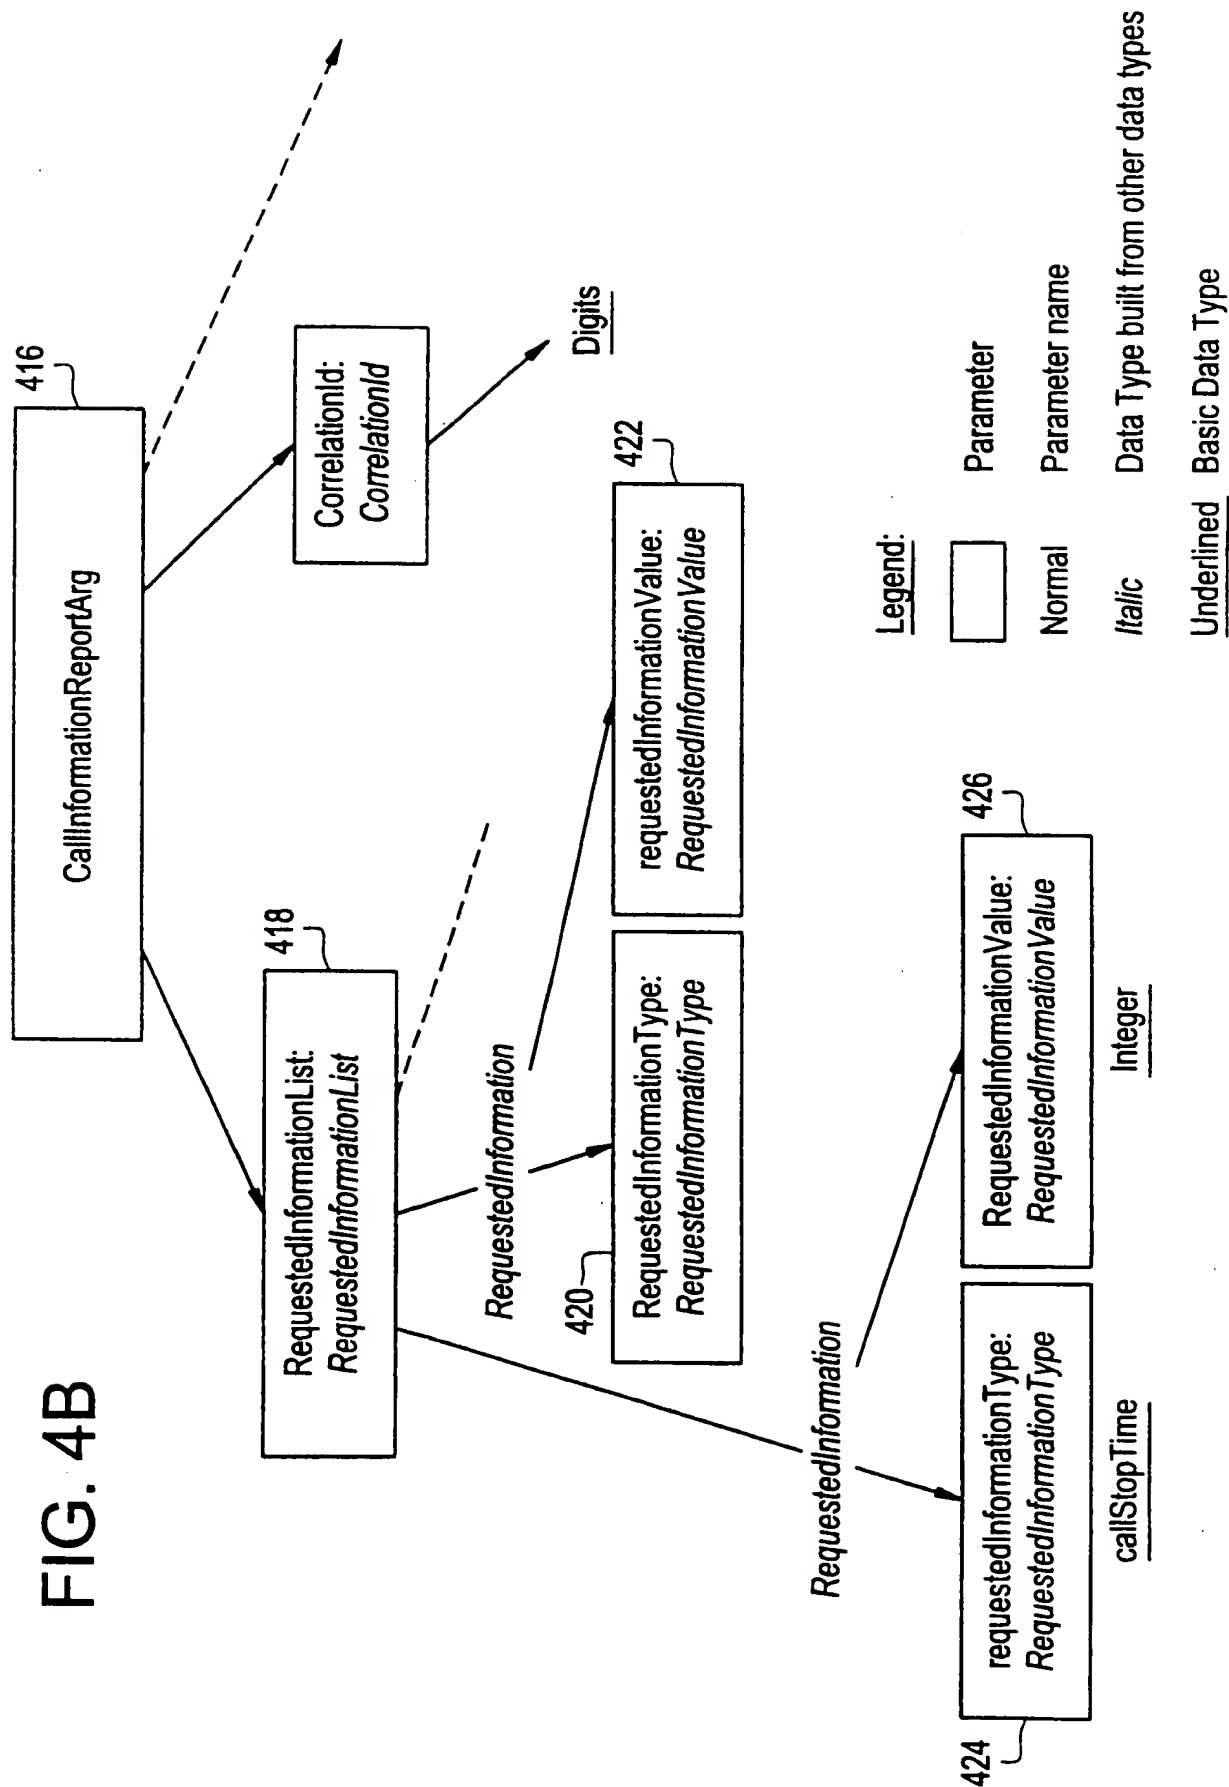 FIG. 4B
416
CallInformationReportArg
418
RequestedInformationList:
RequestedInformationList
CorrelationId:
CorrelationId
Digits
RequestedInformation
420
RequestedInformationType:
RequestedInformationType
422
requestedInformationValue:
RequestedInformationValue
RequestedInformation
424
requestedInformationType:
RequestedInformationType
callStopTime
426
RequestedInformationValue:
RequestedInformationValue
Integer
Legend:
Parameter
Normal Parameter name
Italic Data Type built from other data types
Underlined Basic Data Type